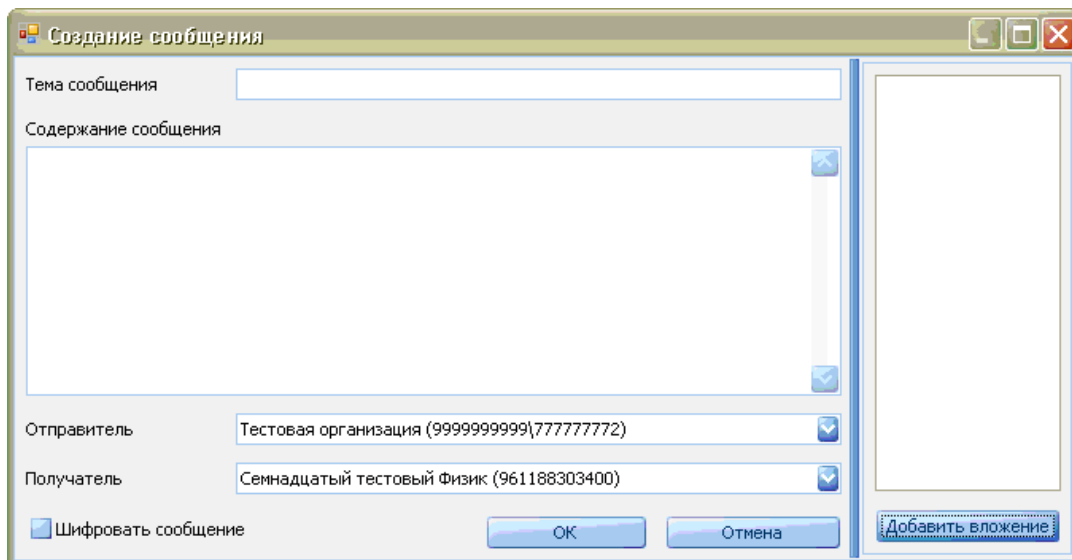 Создание сообщения
Тема сообщения
Содержание сообщения
Отправитель
Тестовая организация (9999999999\777777772)
Получатель
Семнадцатый тестовый Физик (961188303400)
Шифровать сообщение
ОК
Отмена
Добавить вложение